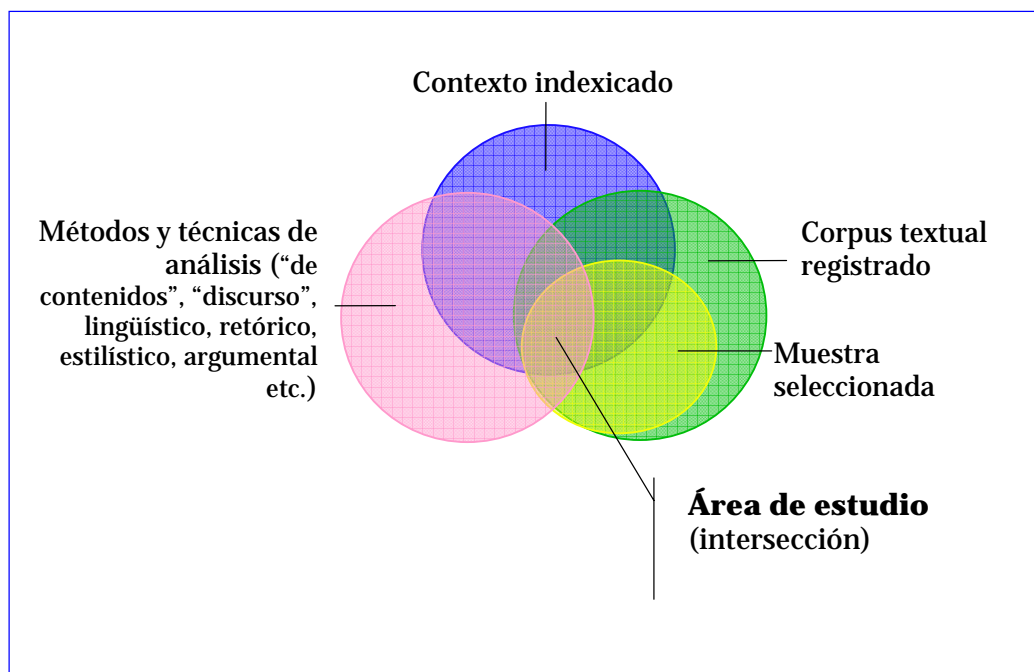 Contexto indexicado
Métodos y técnicas de
análisis (“de
contenidos”, “discurso”,
lingüístico, retórico,
estilístico, argumental
etc.)
Corpus textual
registrado
Muestra
seleccionada
Área de estudio
(intersección)